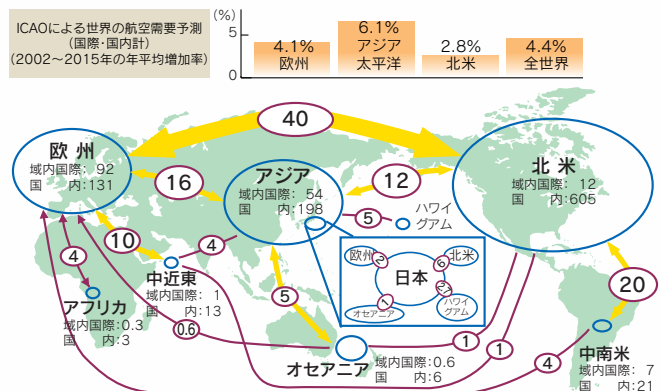 ICAOによる世界の航空需要予測
(国際・国内計)
(2002〜2015年の年平均増加率)
(%)
5
0
4.1%
欧州
6.1%
アジア
太平洋
2.8%
北米
4.4%
全世界
40
欧 州
域内国際: 92
国　　内:131
16
アジア
域内国際: 54
国　　内:198
12
北 米
域内国際: 12
国　　内:605
5
ハワイ
グアム
10
4
4
中近東
域内国際: 1
国　　内:13
アフリカ
域内国際:0.3
国　　内:3
0.6
5
欧州
2
日本
6
北米
1
オセアニア
ハワイ
グアム
オセアニア
域内国際:0.6
国　　内:6
1
1
4
20
中南米
域内国際: 7
国　　内:21